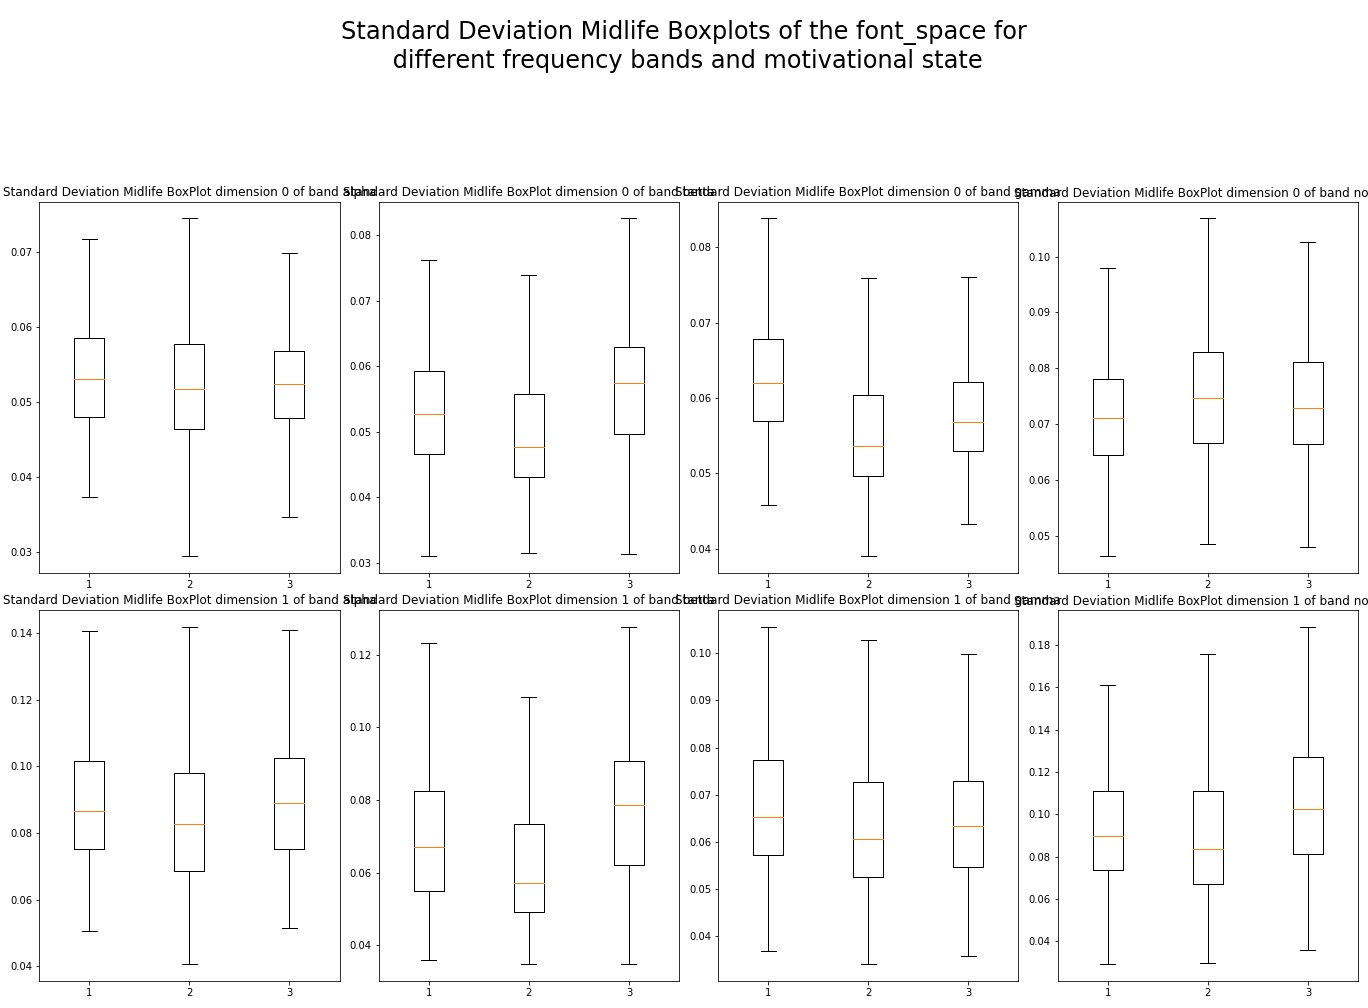 Standard Deviation Midlife Boxplots of the font_space for
different frequency bands and motivational state
Standard Deviation Midlife BoxPlot dimension 0 of band alpha
Standard Deviation Midlife BoxPlot dimension 0 of band beta
Standard Deviation Midlife BoxPlot dimension 0 of band gamma
Standard Deviation Midlife BoxPlot dimension 0 of band no
0.07
0.06
0.05
0.04
0.03
1 2 3
0.08
0.07
0.06
0.05
0.04
0.03
1 2 3
0.08
0.07
0.06
0.05
0.04
1 2 3
0.10
0.09
0.08
0.07
0.06
0.05
1 2 3
Standard Deviation Midlife BoxPlot dimension 1 of band alpha
Standard Deviation Midlife BoxPlot dimension 1 of band beta
Standard Deviation Midlife BoxPlot dimension 1 of band gamma
Standard Deviation Midlife BoxPlot dimension 1 of band no
0.14
0.12
0.10
0.08
0.06
0.04
1 2 3
0.12
0.10
0.08
0.06
0.04
1 2 3
0.10
0.09
0.08
0.07
0.06
0.05
0.04
1 2 3
0.18
0.16
0.14
0.12
0.10
0.08
0.06
0.04
1 2 3